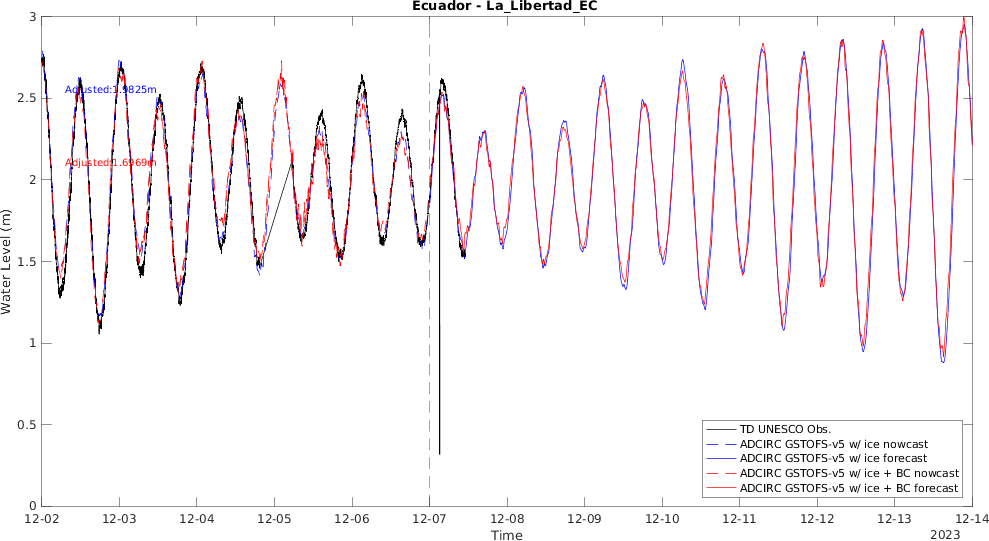 Ecuador - La_Libertad_EC
Water Level (m)
3
2.5
2
1.5
1
0.5
0
Adjusted:1.9825m
Adjusted:1.6969m
TD UNESCO Obs.
ADCIRC GSTOFS-v5 w/ ice nowcast
ADCIRC GSTOFS-v5 w/ ice forecast
ADCIRC GSTOFS-v5 w/ ice + BC nowcast
ADCIRC GSTOFS-v5 w/ ice + BC forecast
12-02 12-03 12-04 12-05 12-06 12-07 12-08 12-09 12-10 12-11 12-12 12-13 12-14
Time
2023